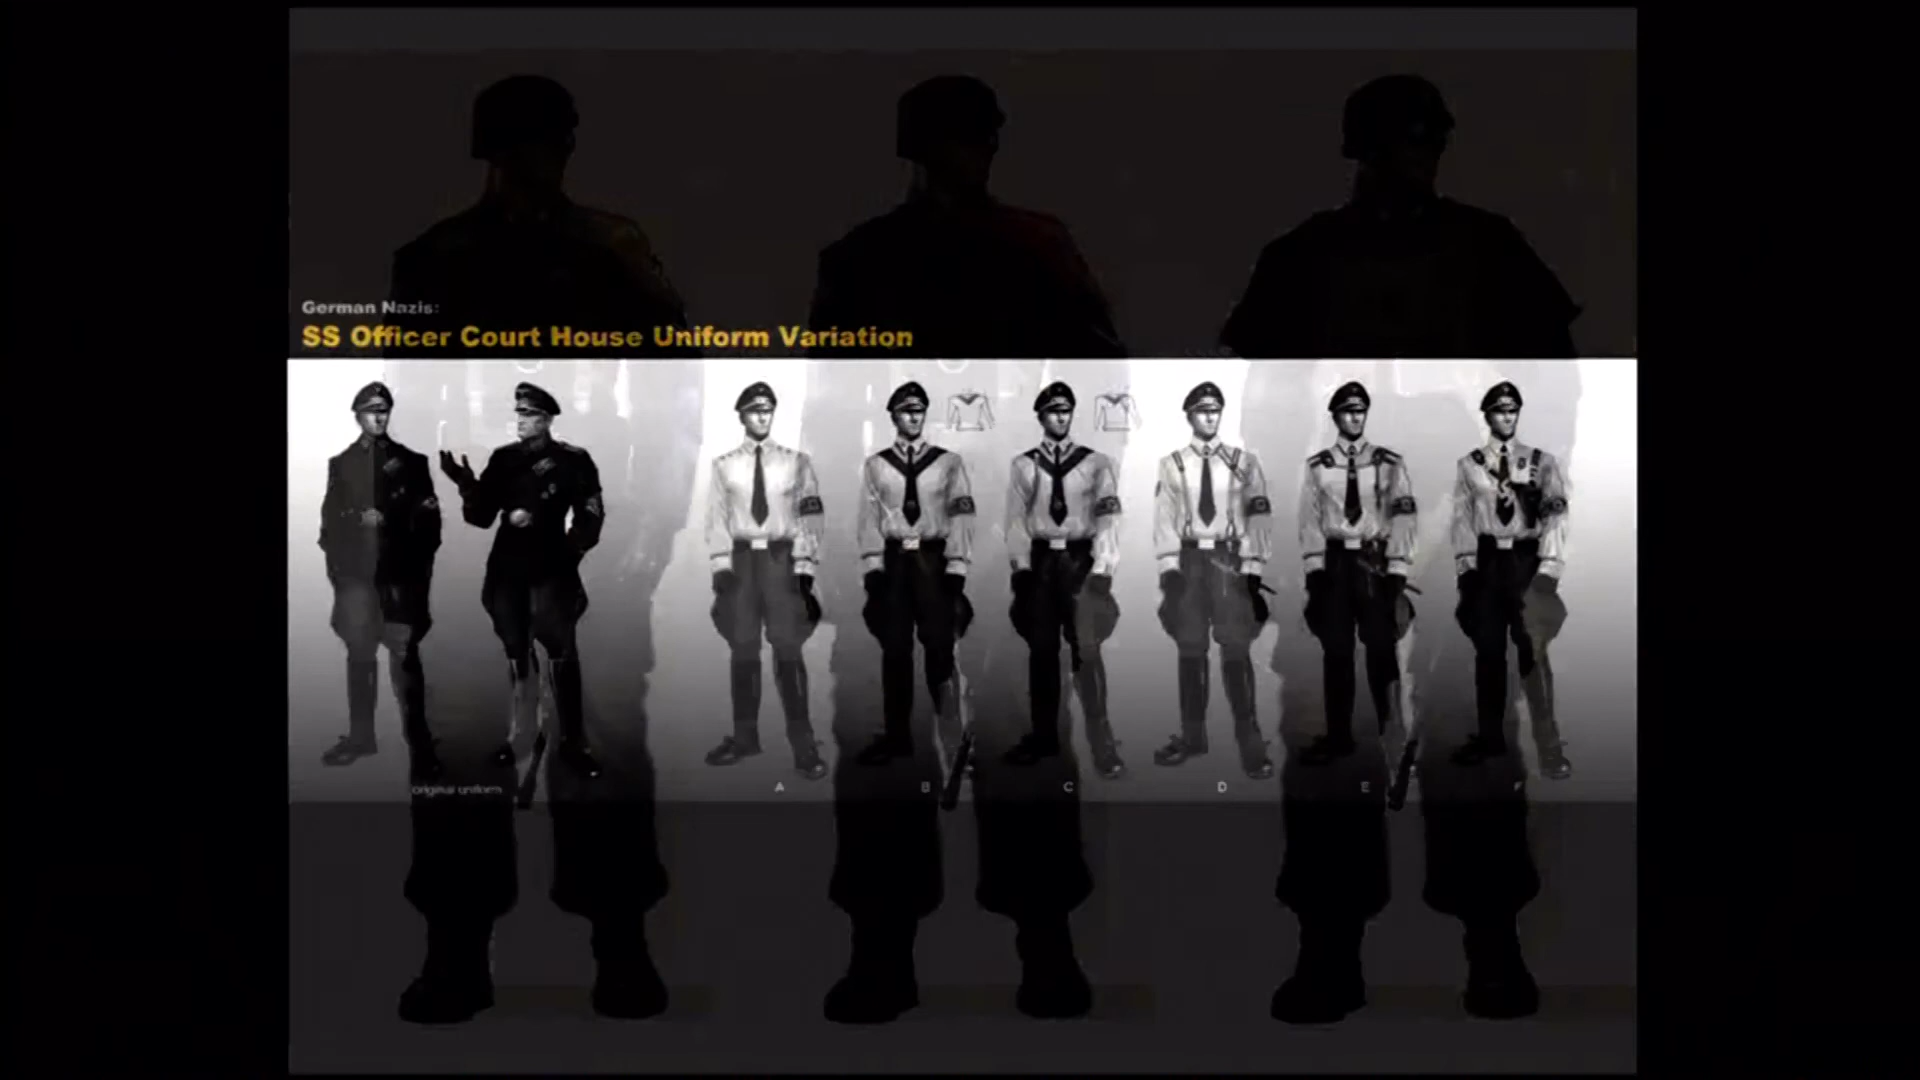 German Nazis:
SS Officer Court House Uniform Variation
original uniform
A
B
C
D
E
F